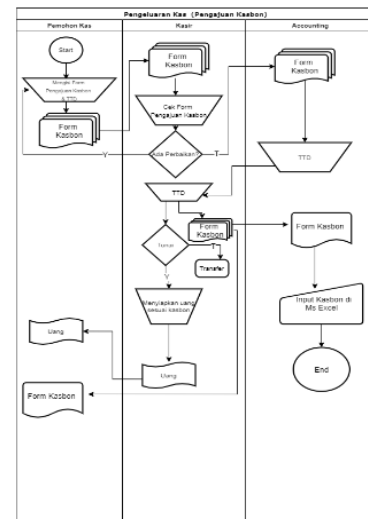 Pengeluaran Kas (Pengajuan Kasbon)
Pemohon Kas
Kasir
Accounting
Start
Form
Pengajuan Kasbon
& TTD
Form
Kasbon
Form
Kasbon
Cek Form
Pengajuan Kasbon
Ada Perbaikan?
Y
T
Form
Kasbon
TTD
TTD
Form
Kasbon
Tunai
T
Transfer
Y
Menyiapkan uang
sesuai kasbon
Uang
Uang
Form Kasbon
Form Kasbon
Input Kasbon di
Ms Excel
End